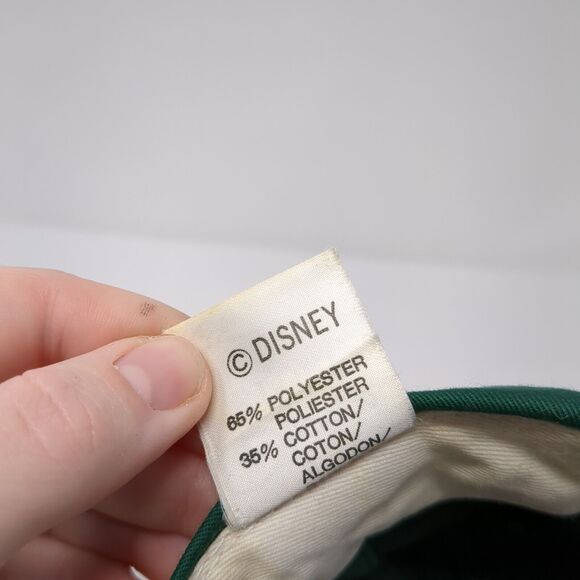 © DISNEY
65% POLYESTER
POLIESTER
35% COTTON/
COTON/
ALGODON/